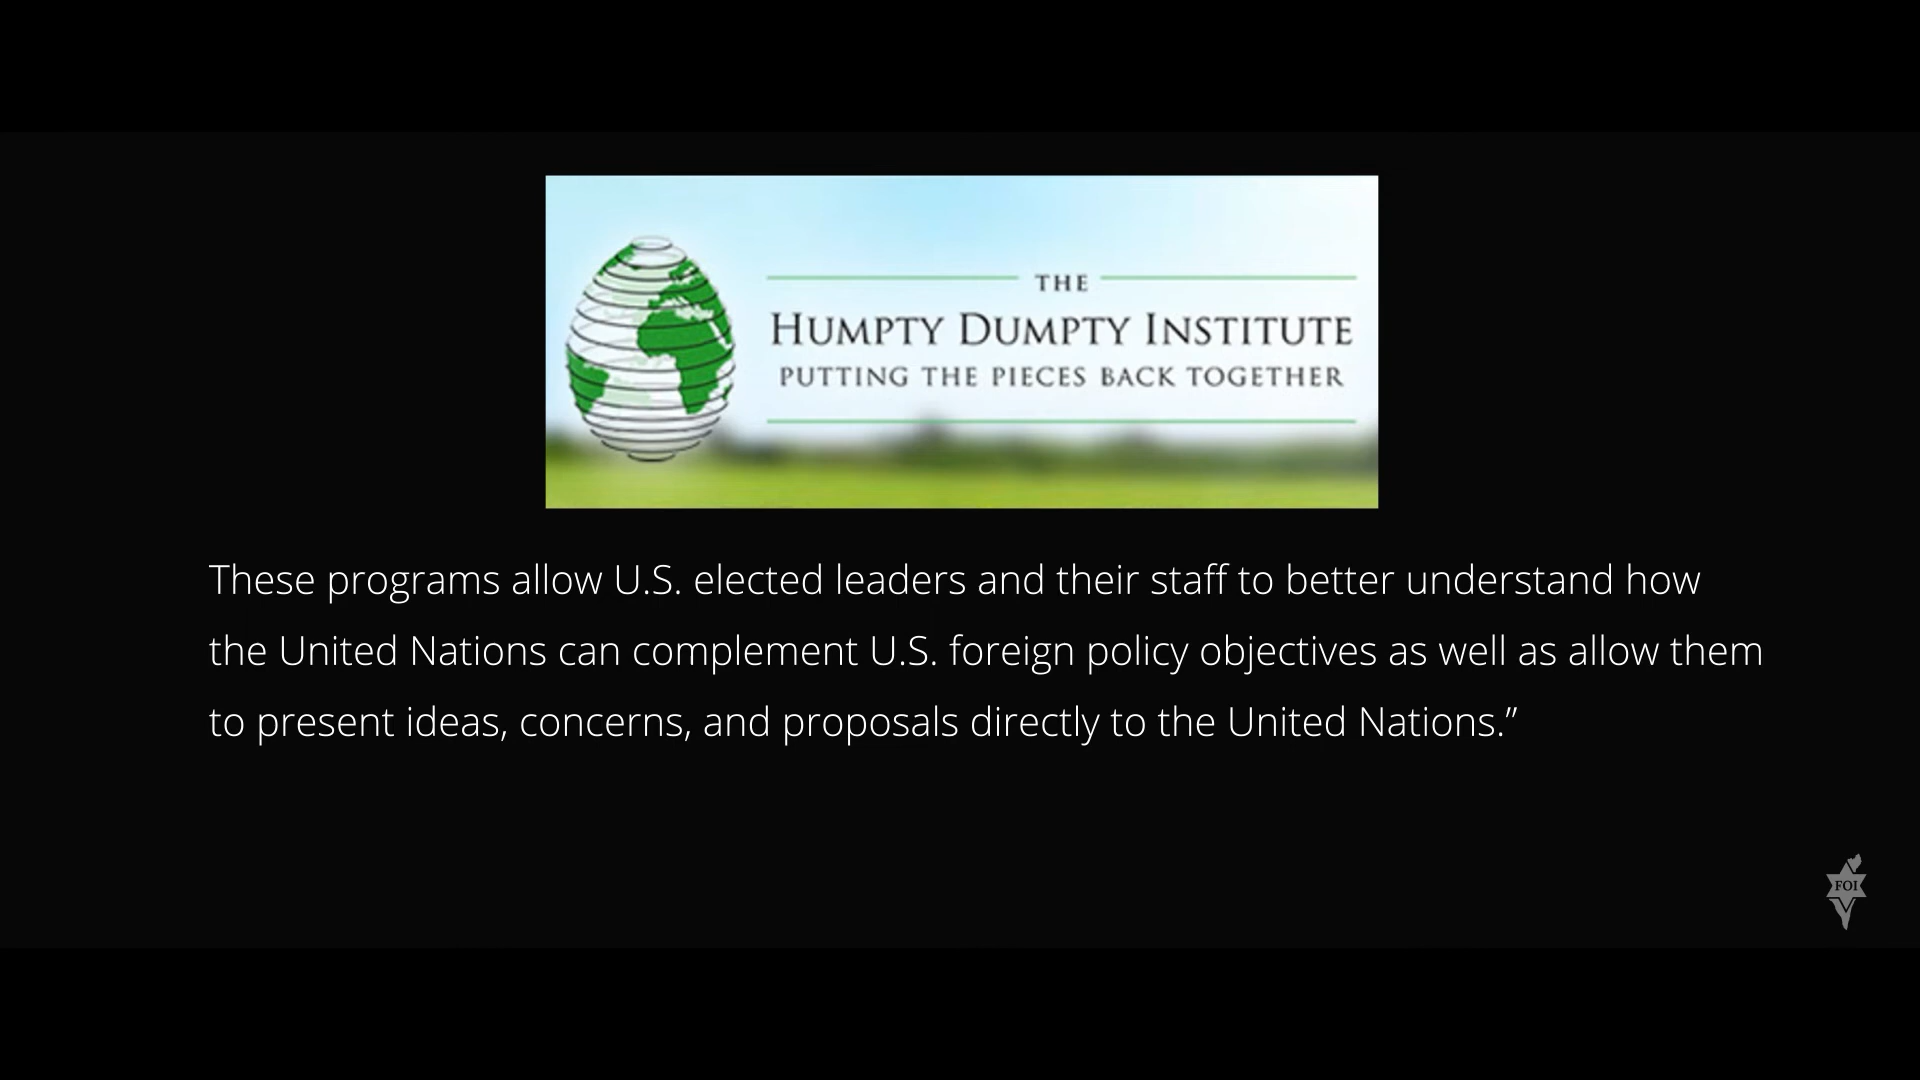 THE
HUMPTY DUMPTY INSTITUTE
PUTTING THE PIECES BACK TOGETHER
These programs allow U.S. elected leaders and their staff to better understand how
the United Nations can complement U.S. foreign policy objectives as well as allow them
to present ideas, concerns, and proposals directly to the United Nations.”
FOI